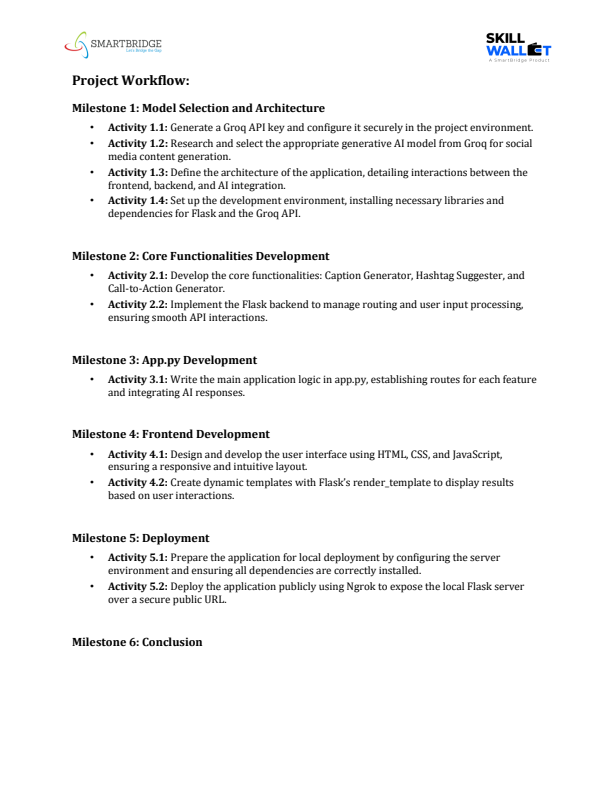 SMARTBRIDGE
Let's Bridge the Gap
SKILL
WALLET
A SmartBridge Product
Project Workflow:
Milestone 1: Model Selection and Architecture
• Activity 1.1: Generate a Groq API key and configure it securely in the project environment.
• Activity 1.2: Research and select the appropriate generative AI model from Groq for social
media content generation.
• Activity 1.3: Define the architecture of the application, detailing interactions between the
frontend, backend, and AI integration.
• Activity 1.4: Set up the development environment, installing necessary libraries and
dependencies for Flask and the Groq API.
Milestone 2: Core Functionalities Development
• Activity 2.1: Develop the core functionalities: Caption Generator, Hashtag Suggester, and
Call-to-Action Generator.
• Activity 2.2: Implement the Flask backend to manage routing and user input processing,
ensuring smooth API interactions.
Milestone 3: App.py Development
• Activity 3.1: Write the main application logic in app.py, establishing routes for each feature
and integrating AI responses.
Milestone 4: Frontend Development
• Activity 4.1: Design and develop the user interface using HTML, CSS, and JavaScript,
ensuring a responsive and intuitive layout.
• Activity 4.2: Create dynamic templates with Flask's render_template to display results
based on user interactions.
Milestone 5: Deployment
• Activity 5.1: Prepare the application for local deployment by configuring the server
environment and ensuring all dependencies are correctly installed.
• Activity 5.2: Deploy the application publicly using Ngrok to expose the local Flask server
over a secure public URL.
Milestone 6: Conclusion